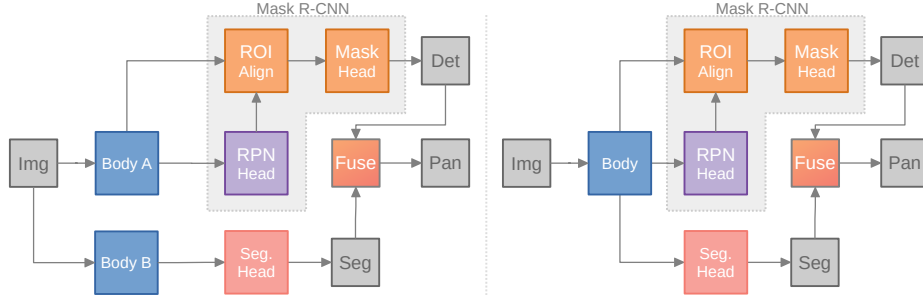 Mask R-CNN
ROI
Align
Mask
Head
Det
Img
Body A
RPN
Head
Fuse
Pan
Body B
Seg.
Head
Seg
Mask R-CNN
ROI
Align
Mask
Head
Det
Img
Body
RPN
Head
Fuse
Pan
Seg.
Head
Seg